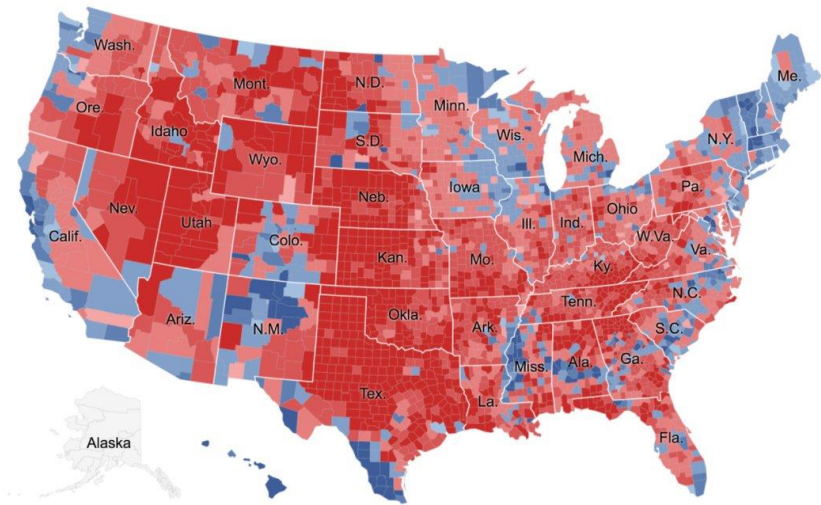 Wash.
Mont.
N.D.
Minn.
Me.
Ore.
Idaho
S.D.
Wis.
N.Y.
Wyo.
Mich.
Neb.
Iowa
Pa.
Nev.
Utah
Colo.
Ill.
Ind.
Ohio
W.Va.
Calif.
Kan.
Mo.
Ky.
Va.
Ariz.
N.M.
Okla.
Ark.
Tenn.
N.C.
S.C.
Tex.
La.
Miss.
Ala.
Ga.
Alaska
Fla.